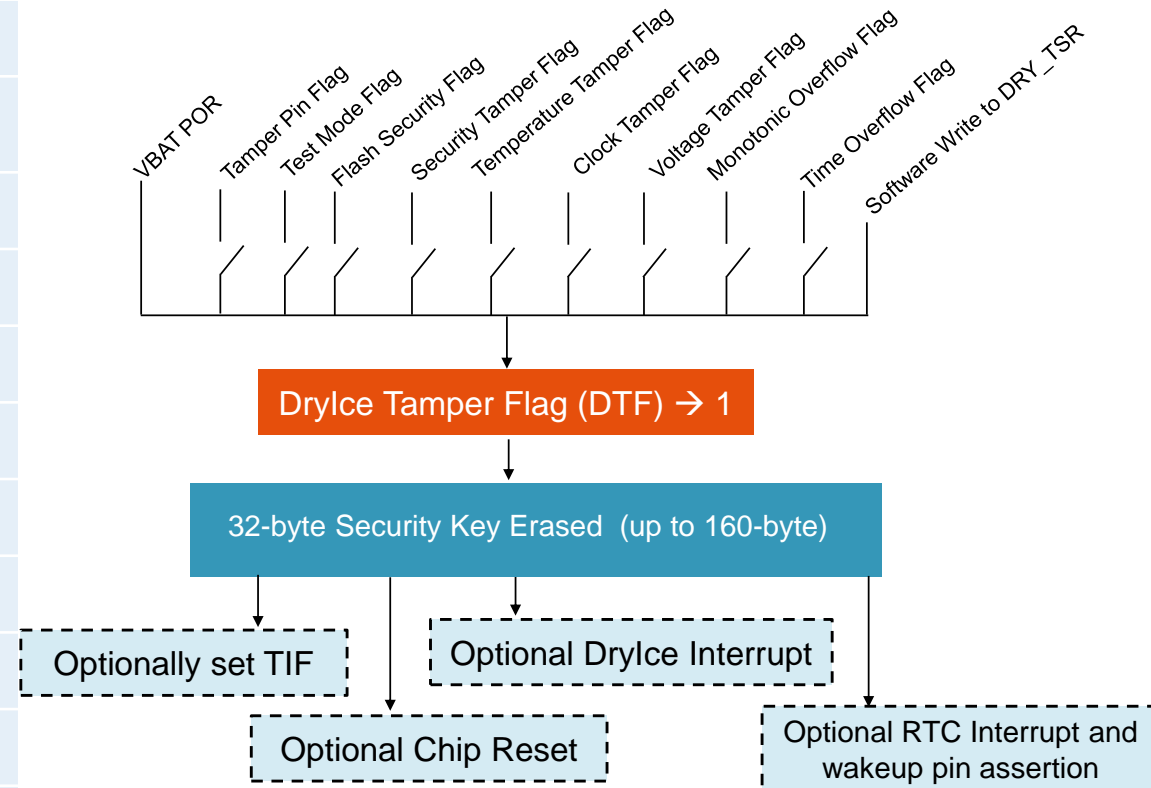 VBAT POR
Tamper Pin Flag
Test Mode Flag
Flash Security Flag
Security Tamper Flag
Temperature Tamper Flag
Clock Tamper Flag
Voltage Tamper Flag
Monotonic Overflow Flag
Time Overflow Flag
Software Write to DRY_TSR
DryIce Tamper Flag (DTF) → 1
32-byte Security Key Erased (up to 160-byte)
Optionally set TIF
Optional DryIce Interrupt
Optional Chip Reset
Optional RTC Interrupt and
wakeup pin assertion